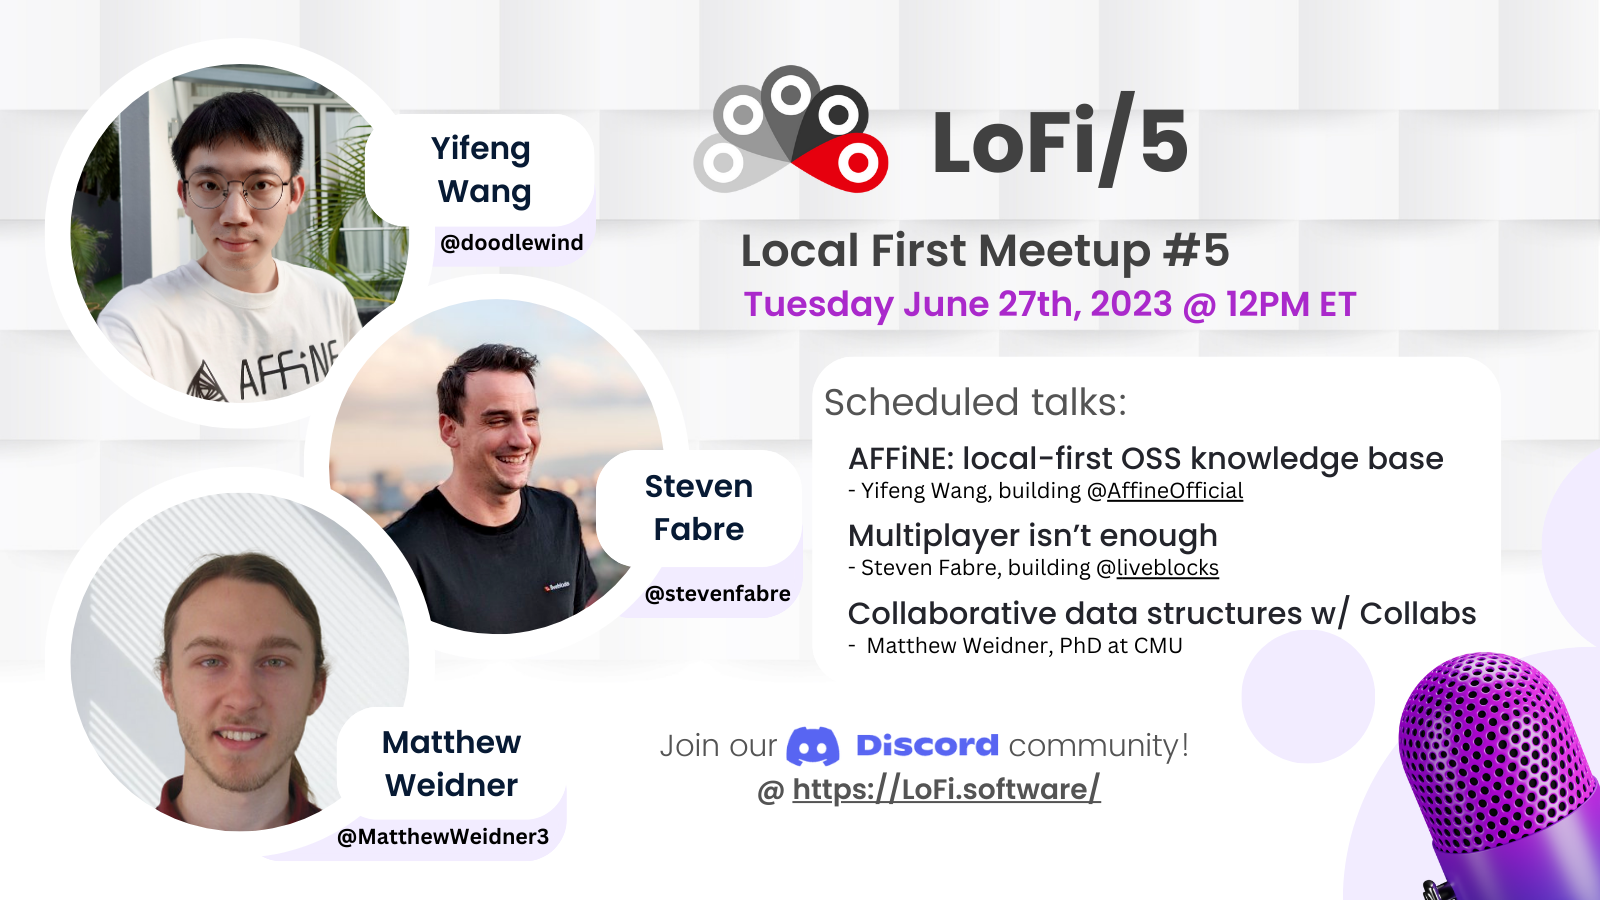 Yifeng
Wang
@doodlewind
AFFiNE
Steven
Fabre
@stevenfabre
liveblocks
Matthew
Weidner
@MatthewWeidner3
LoFi/5
Local First Meetup #5
Tuesday June 27th, 2023 @ 12PM ET
Scheduled talks:
AFFiNE: local-first OSS knowledge base
- Yifeng Wang, building @AffineOfficial
Multiplayer isn’t enough
- Steven Fabre, building @liveblocks
Collaborative data structures w/ Collabs
- Matthew Weidner, PhD at CMU
Join our Discord community!
@ https://LoFi.software/